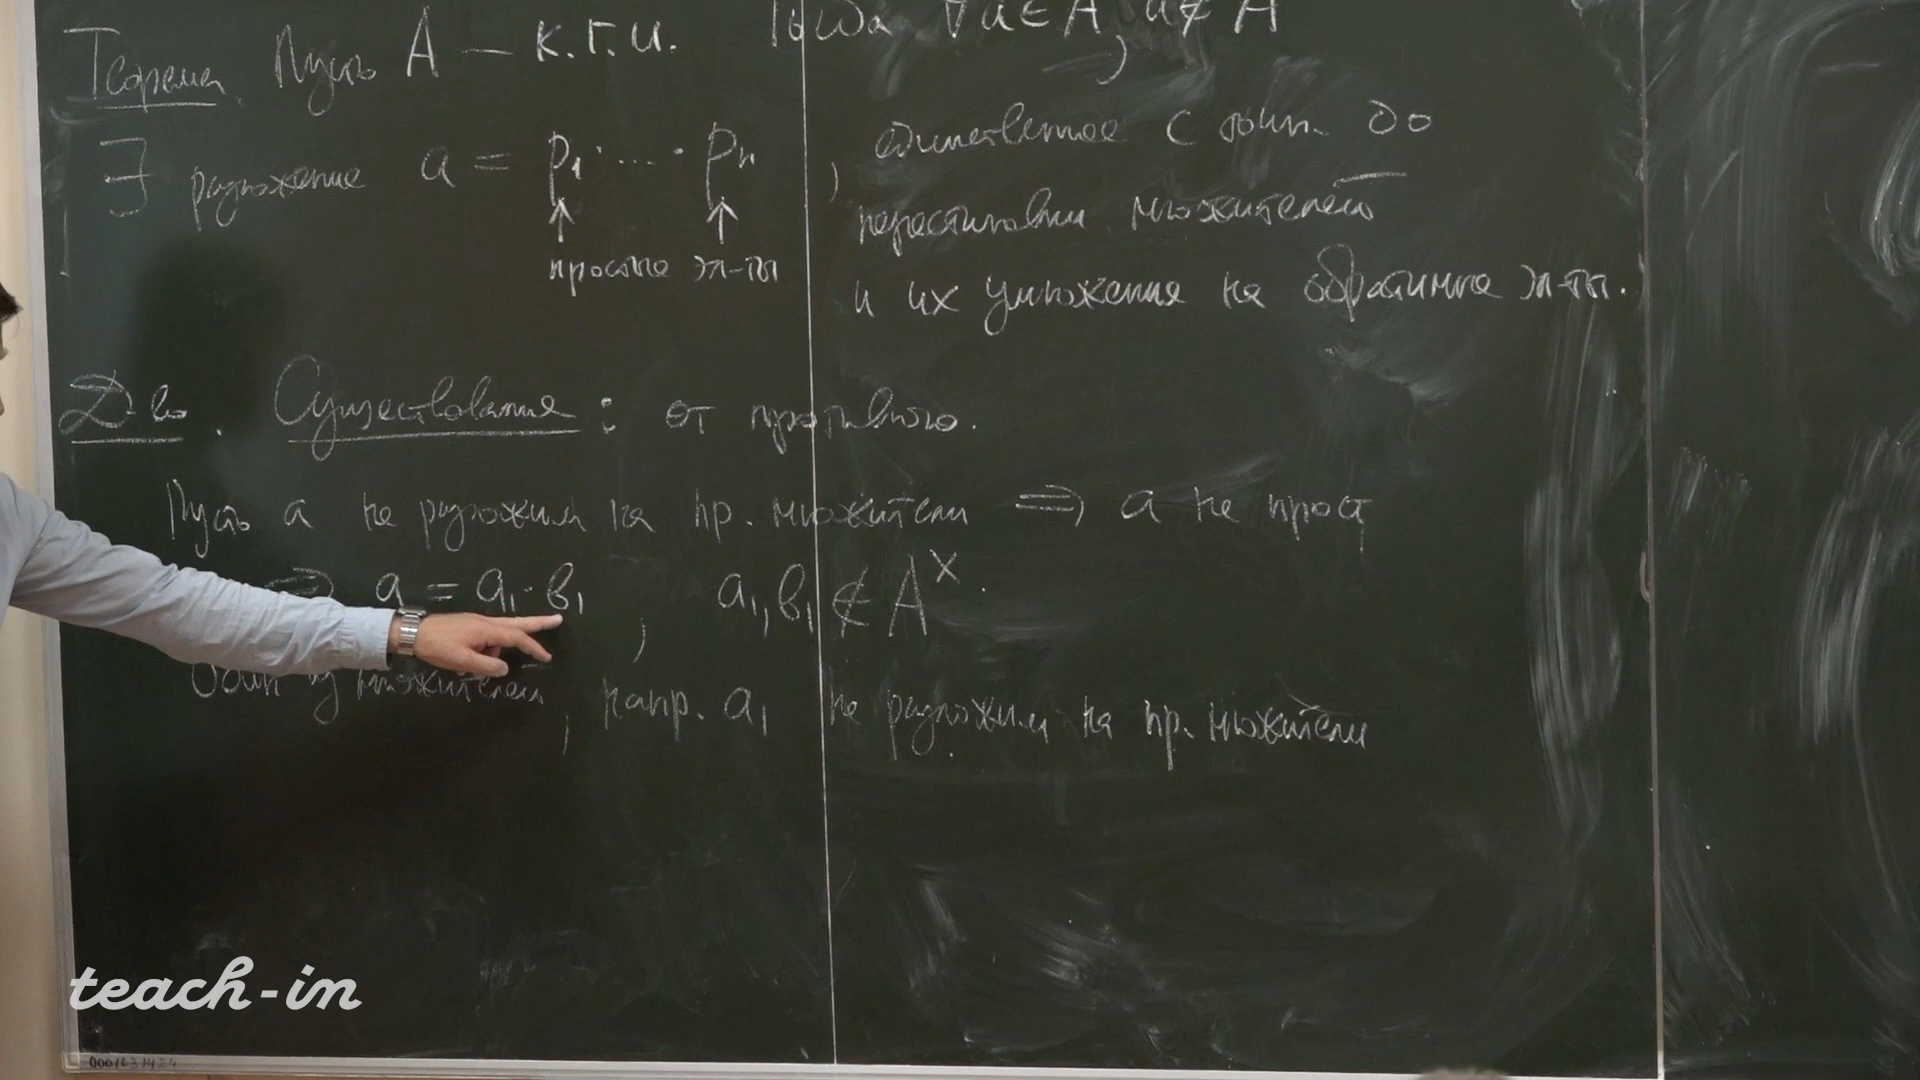 Теорема. Пусть A — к.г.и. Тогда ∀ a ∈ A, a ∉ A
∃ разложение a = p₁ · … · pₙ, единственное с точн. до
перестановки множителей
простые эл-ты
и их умножения на обратимые эл-ты.
Д-во. Существование: от противного.
Пусть a не разложим на пр. множители ⇒ a не прост
⇒ a = a₁ · b₁, a₁, b₁ ∉ A^×.
Один из множителей, напр. a₁ не разложим на пр. множители
teach-in